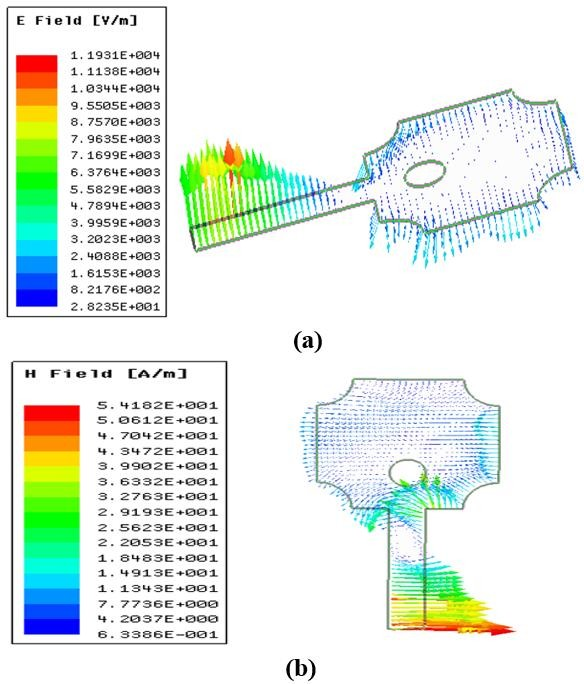 E Field [V/m]
1.1931E+004
1.1138E+004
1.0344E+004
9.5505E+003
8.7570E+003
7.9635E+003
7.1699E+003
6.3764E+003
5.5829E+003
4.7894E+003
3.9959E+003
3.2023E+003
2.4088E+003
1.6153E+003
8.2176E+002
2.8235E+001
(a)
H Field [A/m]
5.4182E+001
5.0612E+001
4.7042E+001
4.3472E+001
3.9902E+001
3.6332E+001
3.2763E+001
2.9193E+001
2.5623E+001
2.2053E+001
1.8483E+001
1.4913E+001
1.1343E+001
7.7736E+000
4.2037E+000
6.3386E-001
(b)